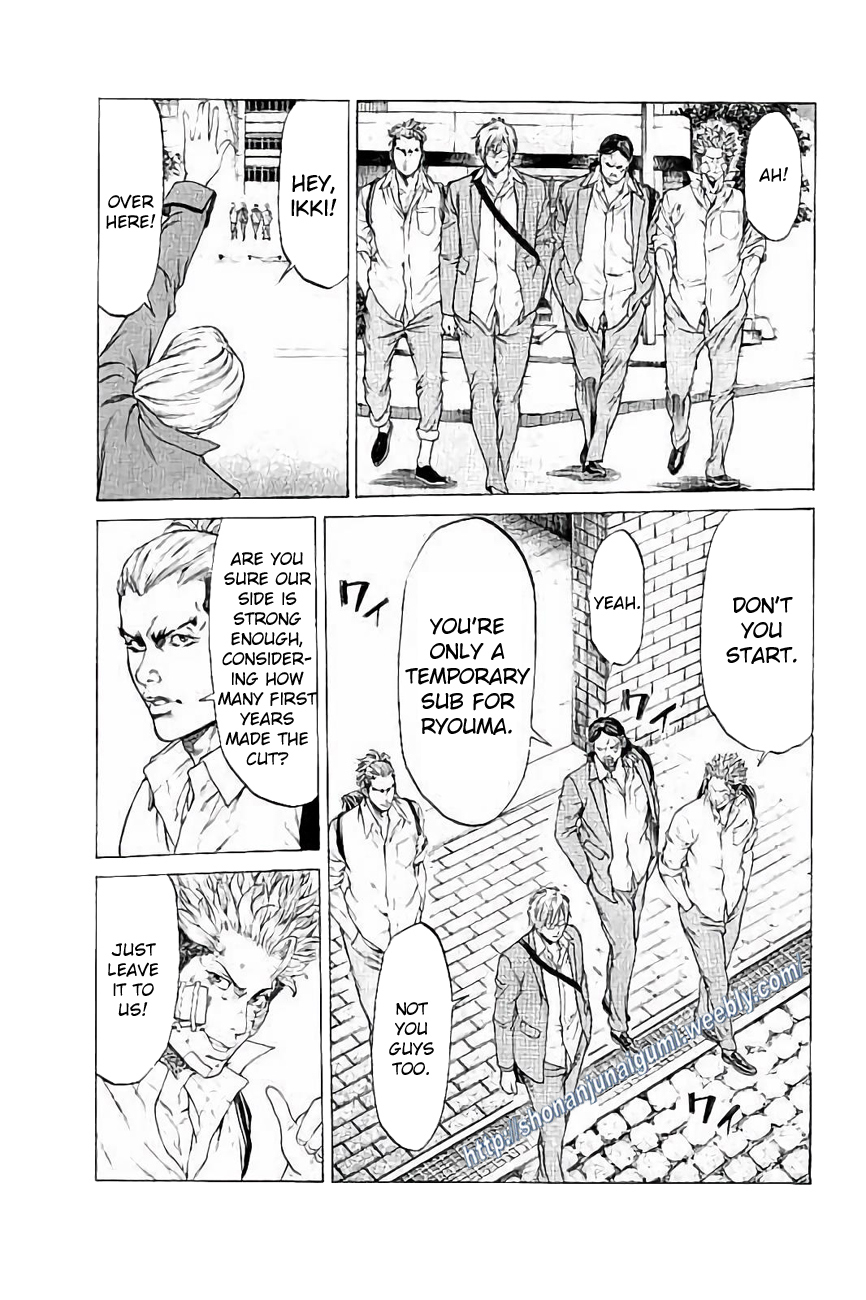 AH!
HEY,
IKKI!
OVER
HERE!
DON'T
YOU
START.
YEAH.
YOU'RE
ONLY A
TEMPORARY
SUB FOR
RYOUMA.
ワイ
ワイ
NOT
YOU
GUYS
TOO.
ワイ
http://shonanjunaigumi.weebly.com/
ARE YOU
SURE OUR
SIDE IS
STRONG
ENOUGH,
CONSIDER-
ING HOW
MANY FIRST
YEARS
MADE THE
CUT?
JUST
LEAVE
IT TO
US!